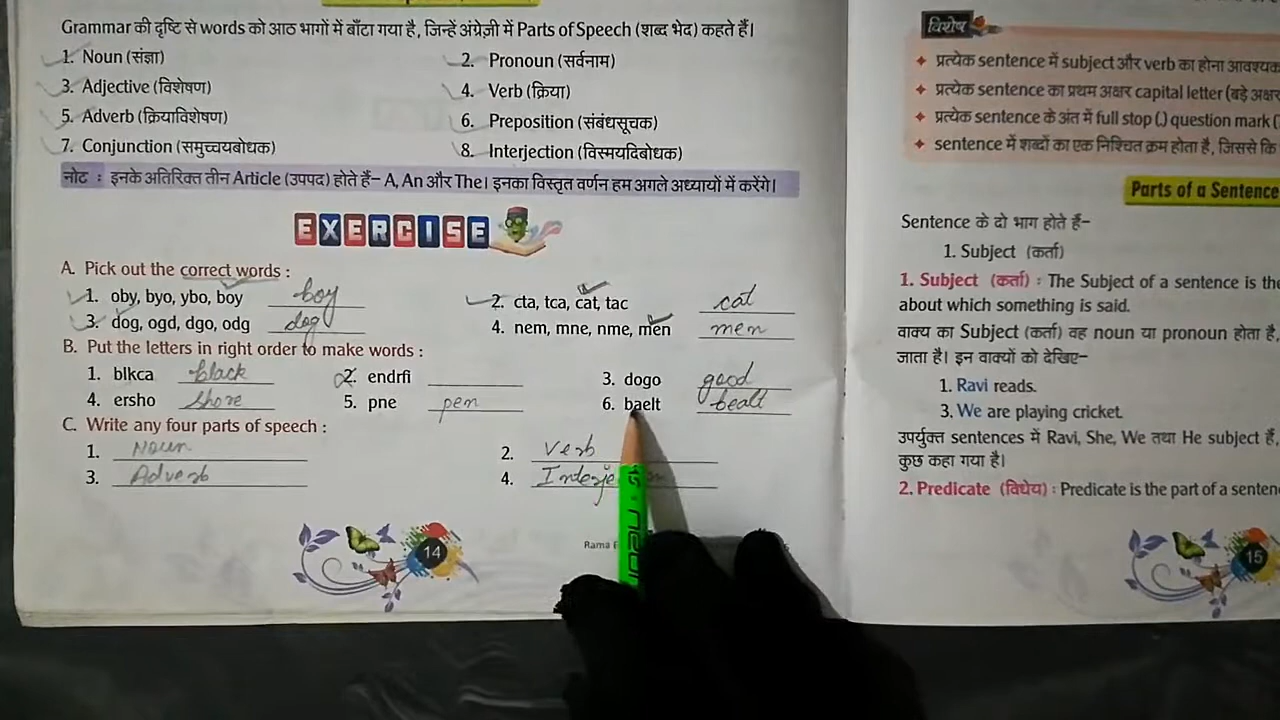 Grammar की दृष्टि से words को आठ भागों में बाँटा गया है, जिन्हें अंग्रेज़ी में Parts of Speech (शब्द भेद) कहते हैं।
1. Noun (संज्ञा) 2. Pronoun (सर्वनाम)
3. Adjective (विशेषण) 4. Verb (क्रिया)
5. Adverb (क्रियाविशेषण) 6. Preposition (संबंधसूचक)
7. Conjunction (समुच्चयबोधक) 8. Interjection (विस्मयदिबोधक)
नोट : इनके अतिरिक्त तीन Article (उपपद) होते हैं– A, An और The। इनका विस्तृत वर्णन हम अगले अध्यायों में करेंगे।
EXERCISE
A. Pick out the correct words :
1. oby, byo, ybo, boy boy 2. cta, tca, cat, tac cat
3. dog, ogd, dgo, odg dog 4. nem, mne, nme, men men
B. Put the letters in right order to make words :
1. blkca black 2. endrfi 3. dogo good
4. ersho shore 5. pne pen 6. baelt bealt
C. Write any four parts of speech :
1. Noun 2. Verb
3. Adverb 4.
14
Rama
विशेष
प्रत्येक sentence में subject और verb का होना आवश्यक
प्रत्येक sentence का प्रथम अक्षर capital letter (बड़े अक्षर
प्रत्येक sentence के अंत में full stop (.) question mark (
sentence में शब्दों का एक निश्चित क्रम होता है, जिससे कि
Parts of a Sentence
Sentence के दो भाग होते हैं–
1. Subject (कर्ता)
1. Subject (कर्ता) : The Subject of a sentence is the
about which something is said.
वाक्य का Subject (कर्ता) वह noun या pronoun होता है,
जाता है। इन वाक्यों को देखिए–
1. Ravi reads.
3. We are playing cricket.
उपर्युक्त sentences में Ravi, She, We तथा He subject हैं,
कुछ कहा गया है।
2. Predicate (विधेय) : Predicate is the part of a senten
15